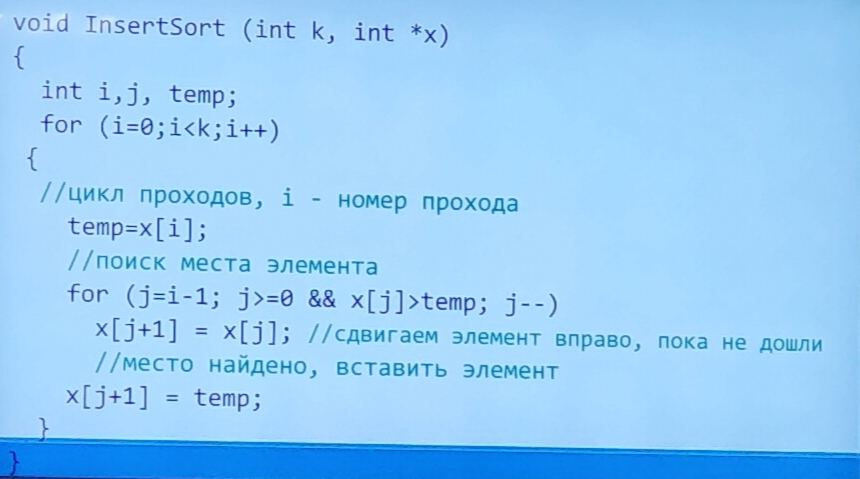 void InsertSort (int k, int *x)
{
int i,j, temp;
for (i=0;i<k;i++)
{
//цикл проходов, i - номер прохода
temp=x[i];
//поиск места элемента
for (j=i-1; j>=0 && x[j]>temp; j--)
x[j+1] = x[j]; //сдвигаем элемент вправо, пока не дошли
//место найдено, вставить элемент
x[j+1] = temp;
}
}